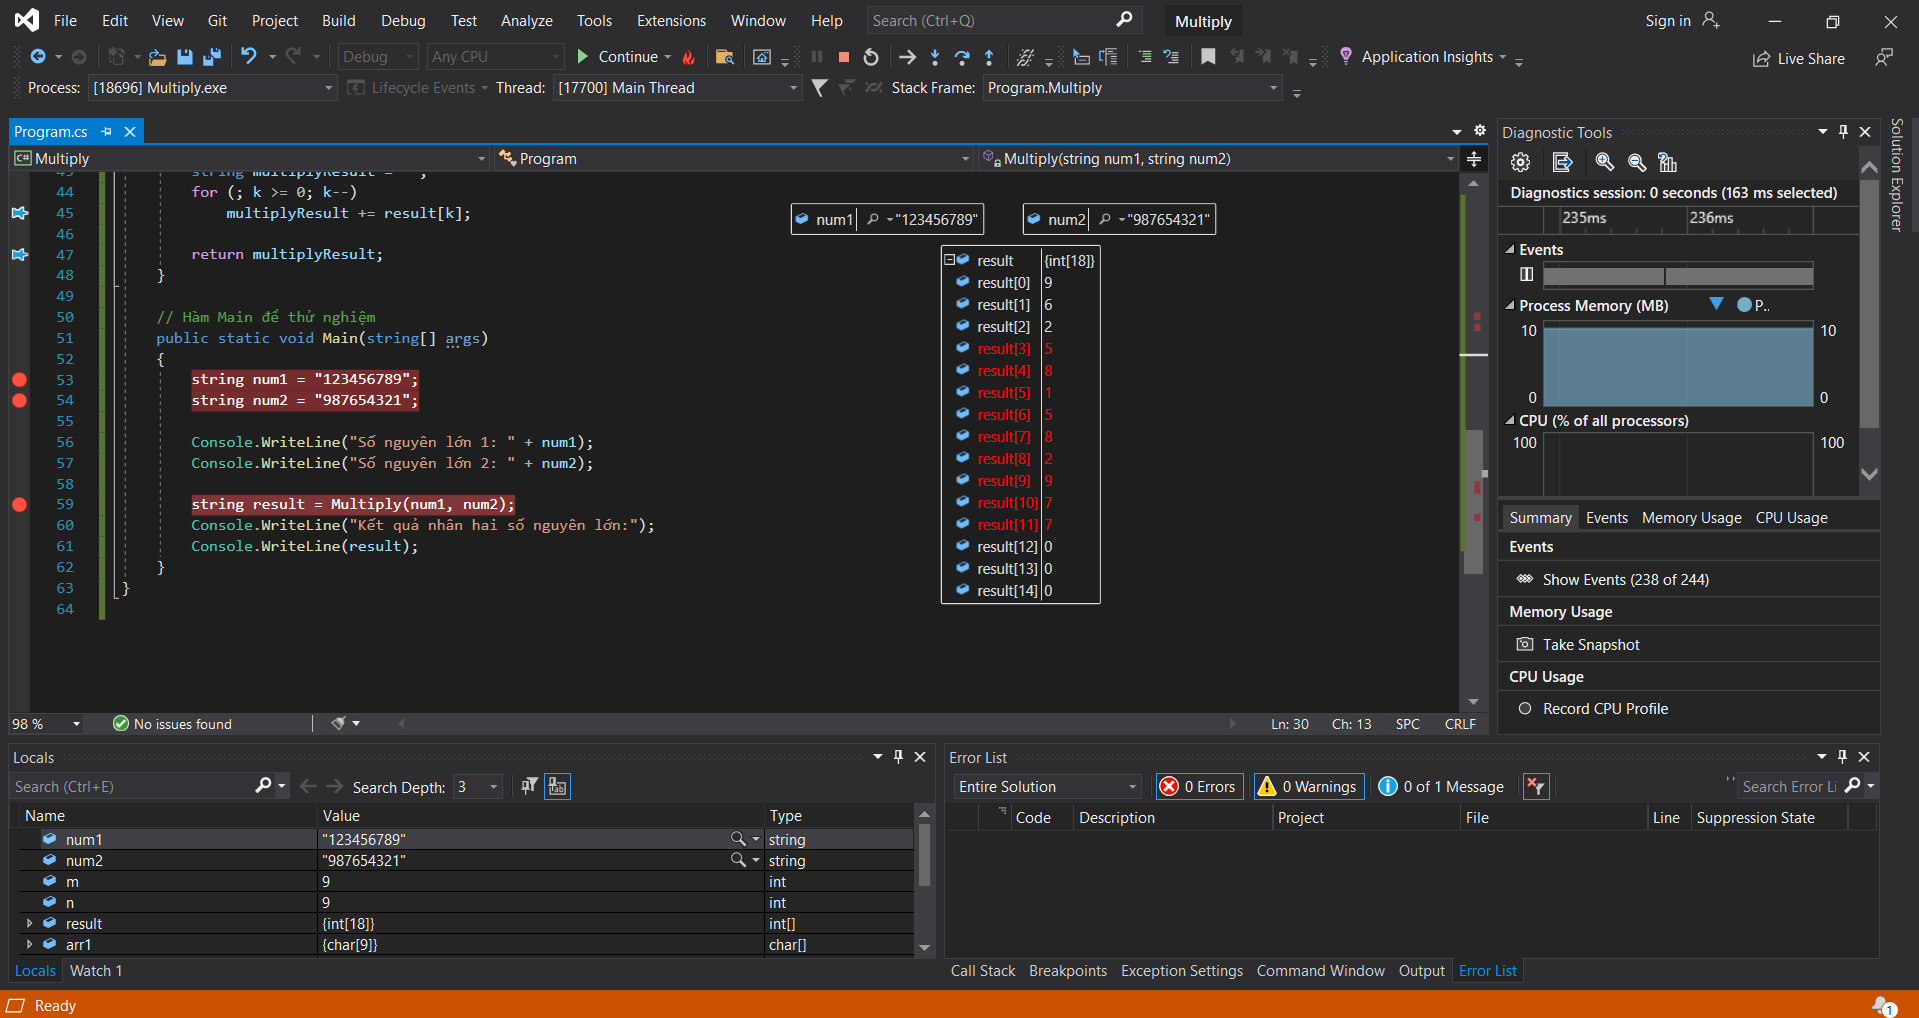 File Edit View Git Project Build Debug Test Analyze Tools Extensions Window Help Search (Ctrl+Q) Multiply Sign in
Debug Any CPU Continue Application Insights Live Share
Process: [18696] Multiply.exe Lifecycle Events Thread: [17700] Main Thread Stack Frame: Program.Multiply
Program.cs
Multiply Program Multiply(string num1, string num2)
44 for (; k >= 0; k--)
45 multiplyResult += result[k];
46
47 return multiplyResult;
48 }
49
50 // Hàm Main để thử nghiệm
51 public static void Main(string[] args)
52 {
53 string num1 = "123456789";
54 string num2 = "987654321";
55
56 Console.WriteLine("Số nguyên lớn 1: " + num1);
57 Console.WriteLine("Số nguyên lớn 2: " + num2);
58
59 string result = Multiply(num1, num2);
60 Console.WriteLine("Kết quả nhân hai số nguyên lớn:");
61 Console.WriteLine(result);
62 }
63 }
64
num1 "123456789" num2 "987654321"
result {int[18]}
result[0] 9
result[1] 6
result[2] 2
result[3] 5
result[4] 8
result[5] 1
result[6] 5
result[7] 8
result[8] 2
result[9] 9
result[10] 7
result[11] 7
result[12] 0
result[13] 0
result[14] 0
98 % No issues found Ln: 30 Ch: 13 SPC CRLF
Diagnostic Tools
Diagnostics session: 0 seconds (163 ms selected)
235ms 236ms
Events
Process Memory (MB) P..
10 10
0 0
CPU (% of all processors)
100 100
Summary Events Memory Usage CPU Usage
Events
Show Events (238 of 244)
Memory Usage
Take Snapshot
CPU Usage
Record CPU Profile
Solution Explorer
Locals
Search (Ctrl+E) Search Depth: 3
Name Value Type
num1 "123456789" string
num2 "987654321" string
m 9 int
n 9 int
result {int[18]} int[]
arr1 {char[9]} char[]
Locals Watch 1
Error List
Entire Solution 0 Errors 0 Warnings 0 of 1 Message Search Error Li
Code Description Project File Line Suppression State
Call Stack Breakpoints Exception Settings Command Window Output Error List
Ready 1